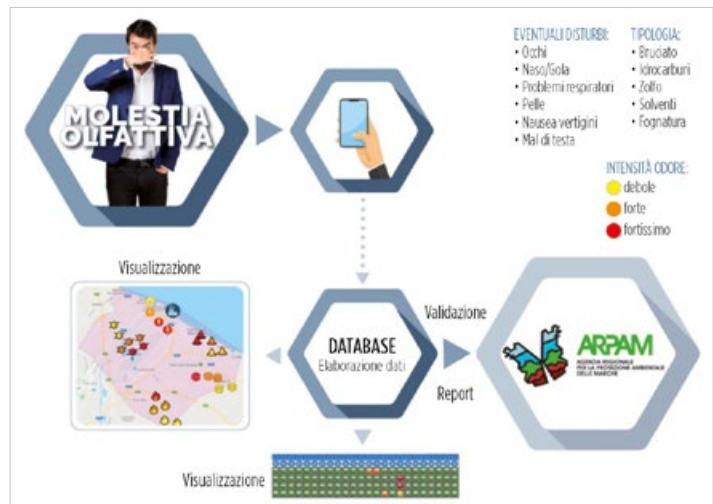 MOLESTIA
OLFATTIVA
EVENTUALI DISTURBI:
• Occhi
• Naso/Gola
• Problemi respiratori
• Pelle
• Nausea vertigini
• Mal di testa
TIPOLOGIA:
• Bruciato
• Idrocarburi
• Zolfo
• Solventi
• Fognatura
INTENSITÀ ODORE:
debole
forte
fortissimo
Visualizzazione
DATABASE
Elaborazione dati
Validazione
Report
ARPAM
AGENZIA REGIONALE
PER LA PROTEZIONE AMBIENTALE
DELLE MARCHE
Visualizzazione